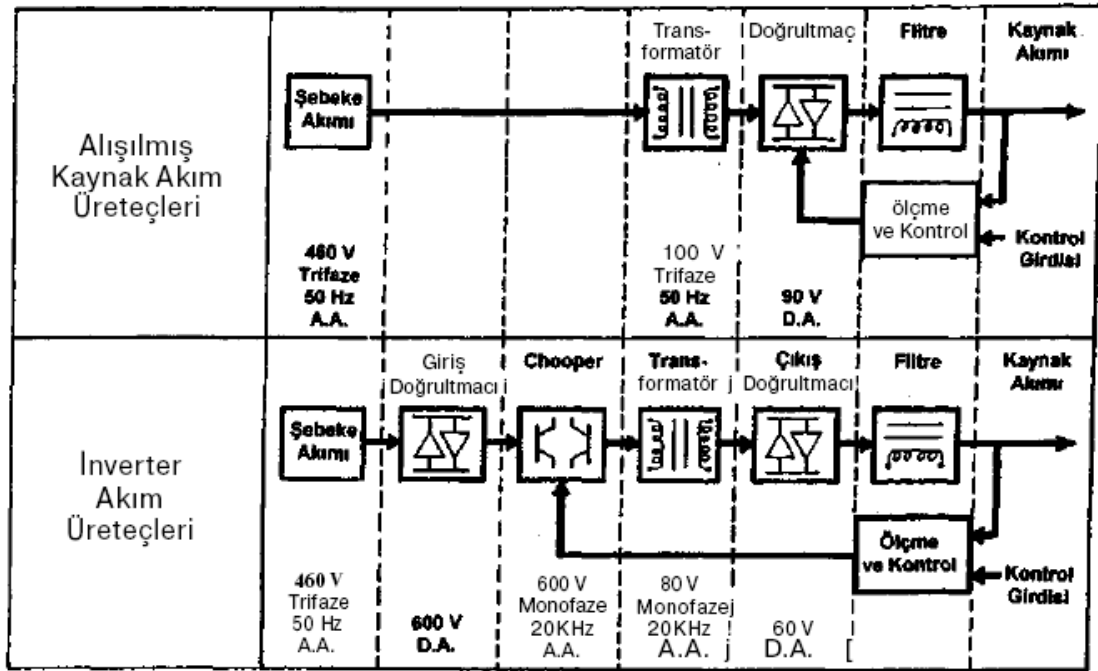 Alışılmış
Kaynak Akım
Üreteçleri
Şebeke
Akımı
460 V
Trifaze
50 Hz
A.A.
Trans-
formatör
100 V
Trifaze
50 Hz
A.A.
Doğrultmaç
90 V
D.A.
Filtre
Kaynak
Akımı
ölçme
ve Kontrol
Kontrol
Girdisi
Inverter
Akım
Üreteçleri
Şebeke
Akımı
460 V
Trifaze
50 Hz
A.A.
Giriş
Doğrultmacı
600 V
D.A.
Chooper
600 V
Monofaze
20KHz
A.A.
Trans-
formatör
80 V
Monofaze
20KHz
A.A.
Çıkış
Doğrultmacı
60 V
D.A.
Filtre
Kaynak
Akımı
Ölçme
ve Kontrol
Kontrol
Girdisi